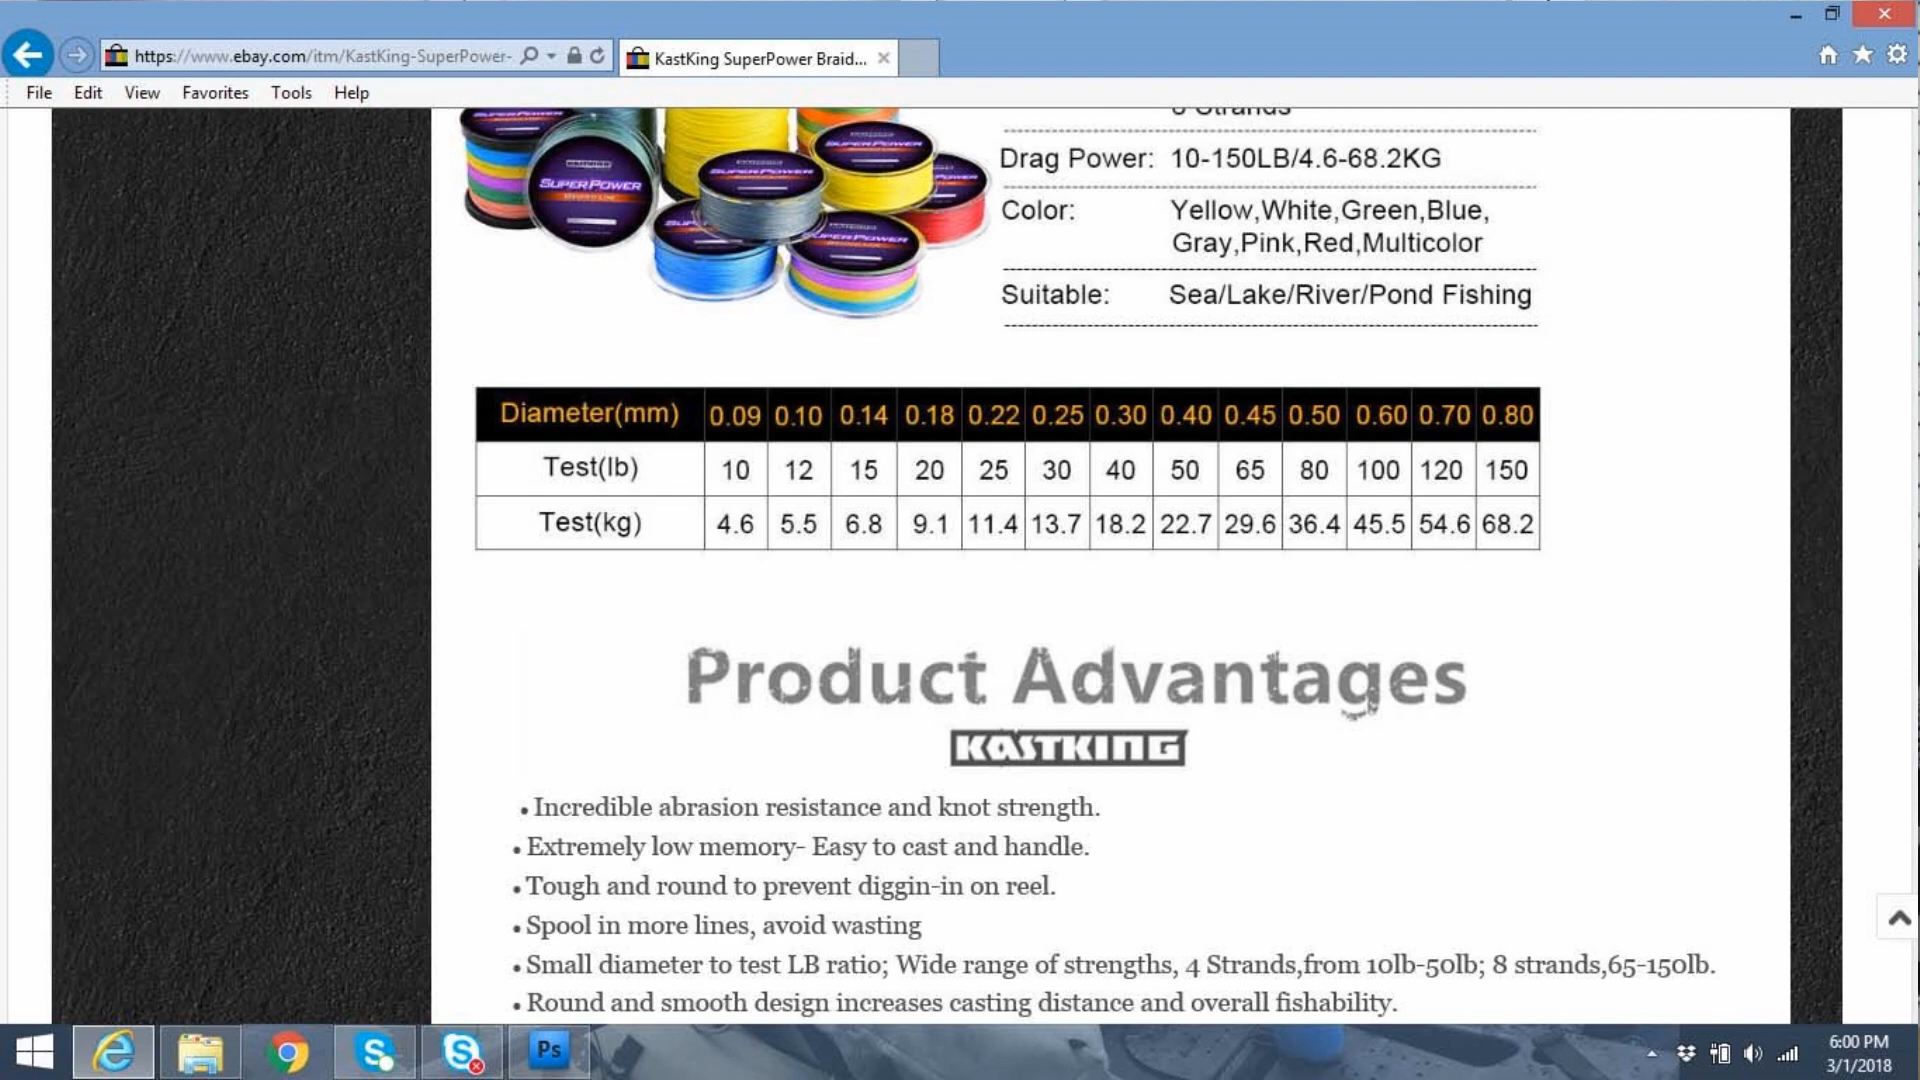 https://www.ebay.com/itm/KastKing-SuperPower-
KastKing SuperPower Braid...
File Edit View Favorites Tools Help
8 Strands
Drag Power: 10-150LB/4.6-68.2KG
Color: Yellow,White,Green,Blue,
Gray,Pink,Red,Multicolor
Suitable: Sea/Lake/River/Pond Fishing
SUPERPOWER
SUPERPOWER
SUPERPOWER
SUPERPOWER
Diameter(mm) 0.09 0.10 0.14 0.18 0.22 0.25 0.30 0.40 0.45 0.50 0.60 0.70 0.80
Test(lb) 10 12 15 20 25 30 40 50 65 80 100 120 150
Test(kg) 4.6 5.5 6.8 9.1 11.4 13.7 18.2 22.7 29.6 36.4 45.5 54.6 68.2
Product Advantages
KASTKING
• Incredible abrasion resistance and knot strength.
• Extremely low memory- Easy to cast and handle.
• Tough and round to prevent diggin-in on reel.
• Spool in more lines, avoid wasting
• Small diameter to test LB ratio; Wide range of strengths, 4 Strands,from 10lb-50lb; 8 strands,65-150lb.
• Round and smooth design increases casting distance and overall fishability.
Ps
6:00 PM
3/1/2018